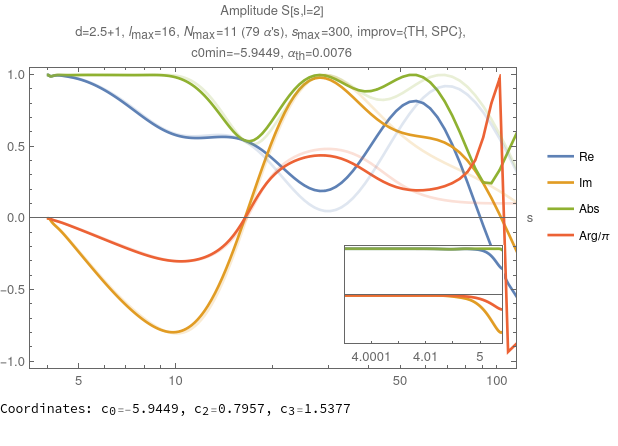 Amplitude S[s,l=2]
d=2.5+1, lmax=16, Nmax=11 (79 α's), smax=300, improv={TH, SPC},
c0min=−5.9449, αth=0.0076
1.0
0.5
0.0
−0.5
−1.0
5
10
50
100
s
4.0001
4.01
5
Re
Im
Abs
Arg/π
Coordinates: c0=-5.9449, c2=0.7957, c3=1.5377